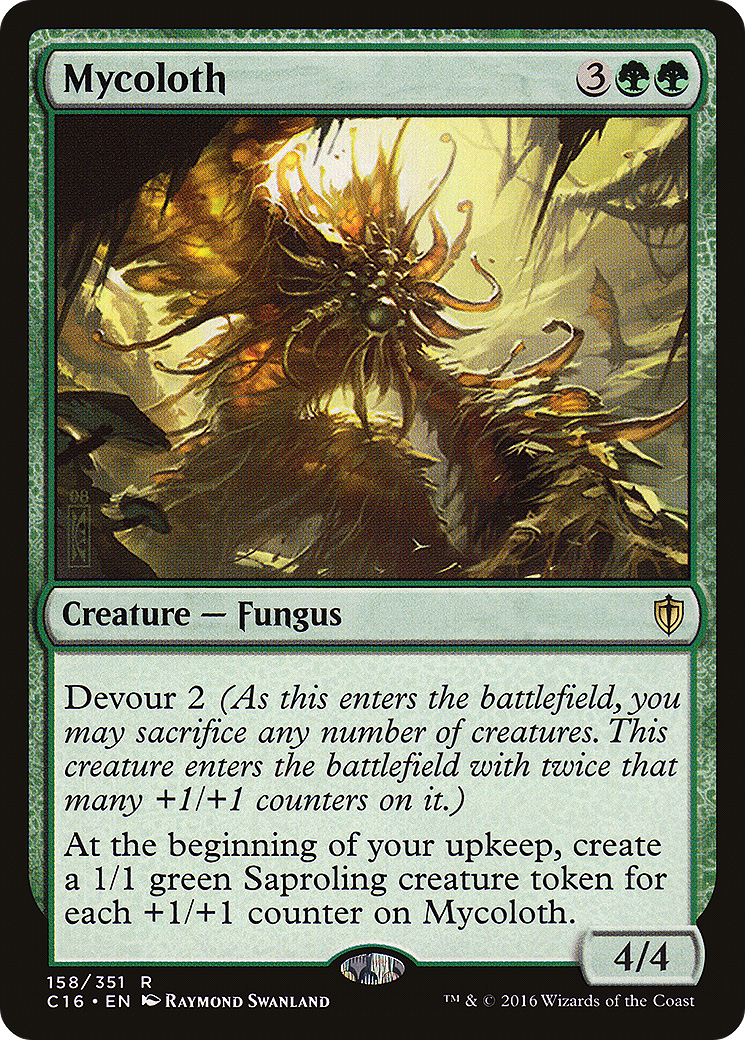 Mycoloth 3
08
Creature — Fungus
Devour 2 (As this enters the battlefield, you
may sacrifice any number of creatures. This
creature enters the battlefield with twice that
many +1/+1 counters on it.)
At the beginning of your upkeep, create
a 1/1 green Saproling creature token for
each +1/+1 counter on Mycoloth.
4/4
158/351 R
C16 • EN Raymond Swanland ™ & © 2016 Wizards of the Coast